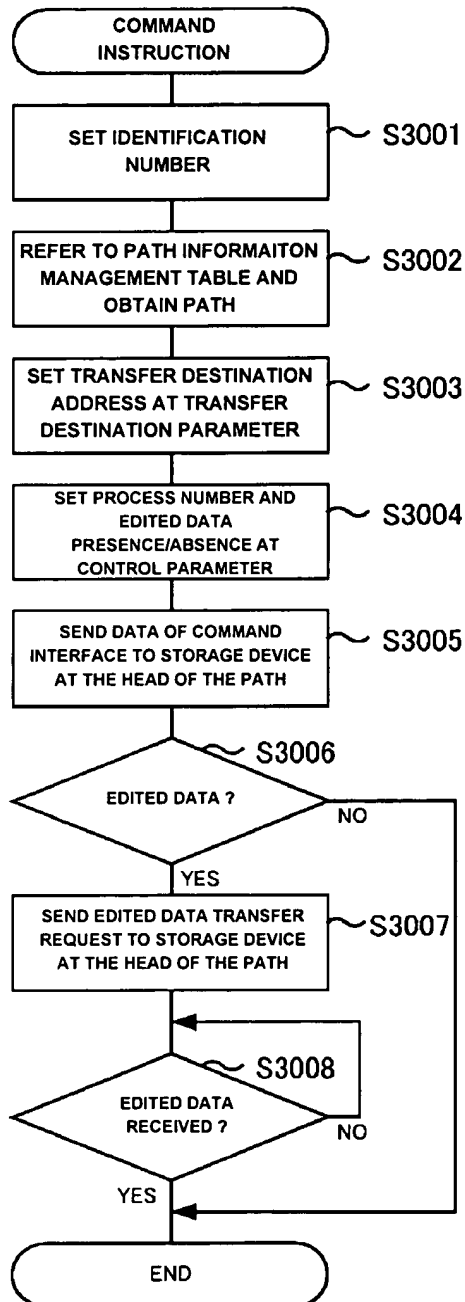 COMMAND
INSTRUCTION
SET IDENTIFICATION
NUMBER
S3001
REFER TO PATH INFORMAITON
MANAGEMENT TABLE AND
OBTAIN PATH
S3002
SET TRANSFER DESTINATION
ADDRESS AT TRANSFER
DESTINATION PARAMETER
S3003
SET PROCESS NUMBER AND
EDITED DATA
PRESENCE/ABSENCE AT
CONTROL PARAMETER
S3004
SEND DATA OF COMMAND
INTERFACE TO STORAGE DEVICE
AT THE HEAD OF THE PATH
S3005
S3006
EDITED DATA ?
NO
YES
SEND EDITED DATA TRANSFER
REQUEST TO STORAGE DEVICE
AT THE HEAD OF THE PATH
S3007
S3008
EDITED DATA
RECEIVED ?
NO
YES
END